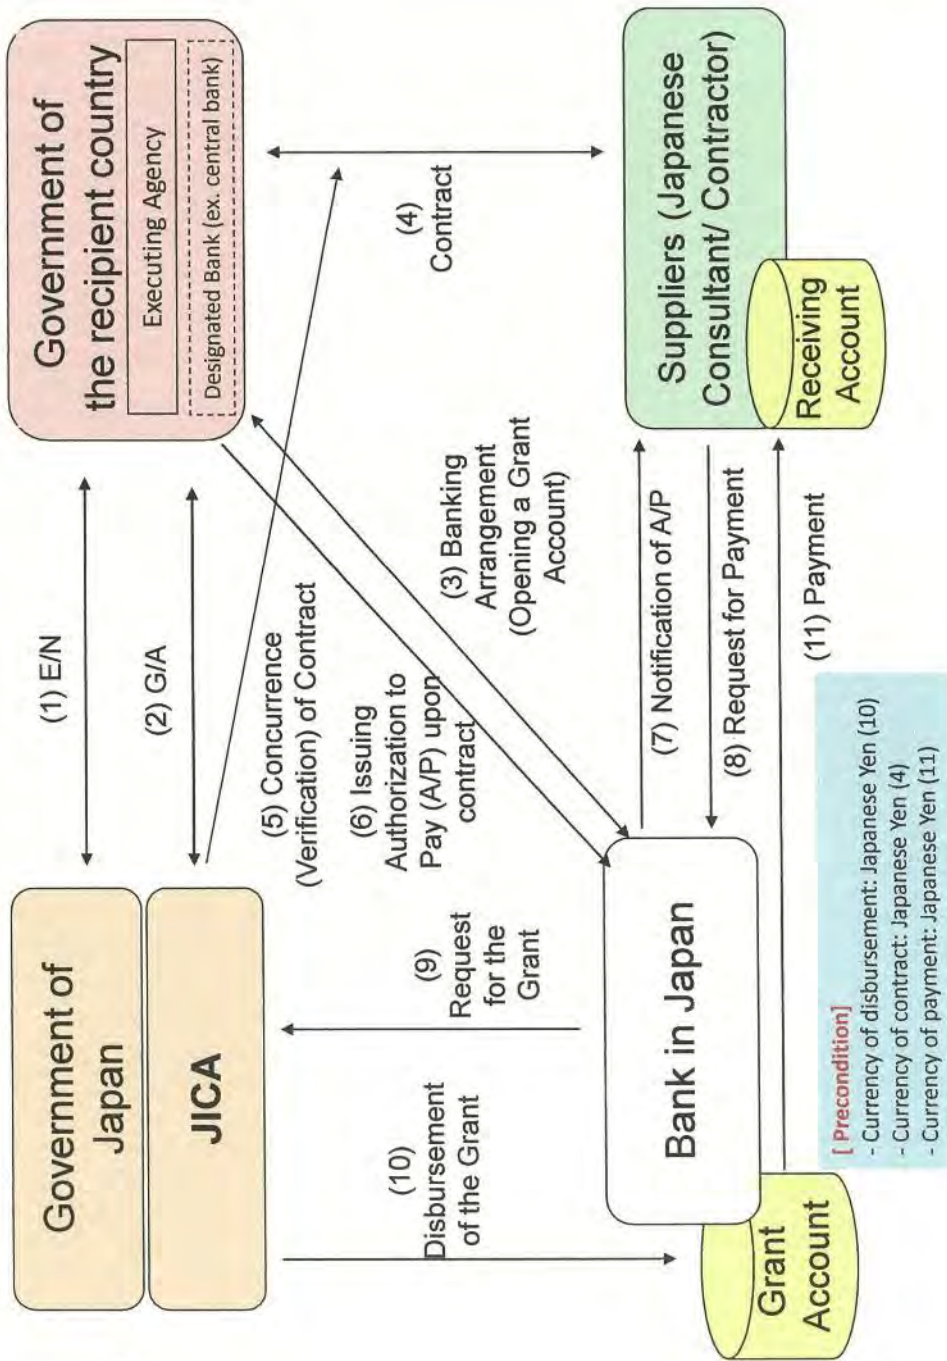 Government of
Japan
JICA
Government of
the recipient country
Executing Agency
Designated Bank (ex. central bank)
(1) E/N
(2) G/A
(5) Concurrence
(Verification) of Contract
(6) Issuing
Authorization to
Pay (A/P) upon
contract
(3) Banking
Arrangement
(Opening a Grant
Account)
(4)
Contract
(9)
Request
for the
Grant
(10)
Disbursement
of the Grant
Bank in Japan
Grant
Account
(7) Notification of A/P
(8) Request for Payment
(11) Payment
Suppliers (Japanese
Consultant/ Contractor)
Receiving
Account
[ Precondition]
- Currency of disbursement: Japanese Yen (10)
- Currency of contract: Japanese Yen (4)
- Currency of payment: Japanese Yen (11)